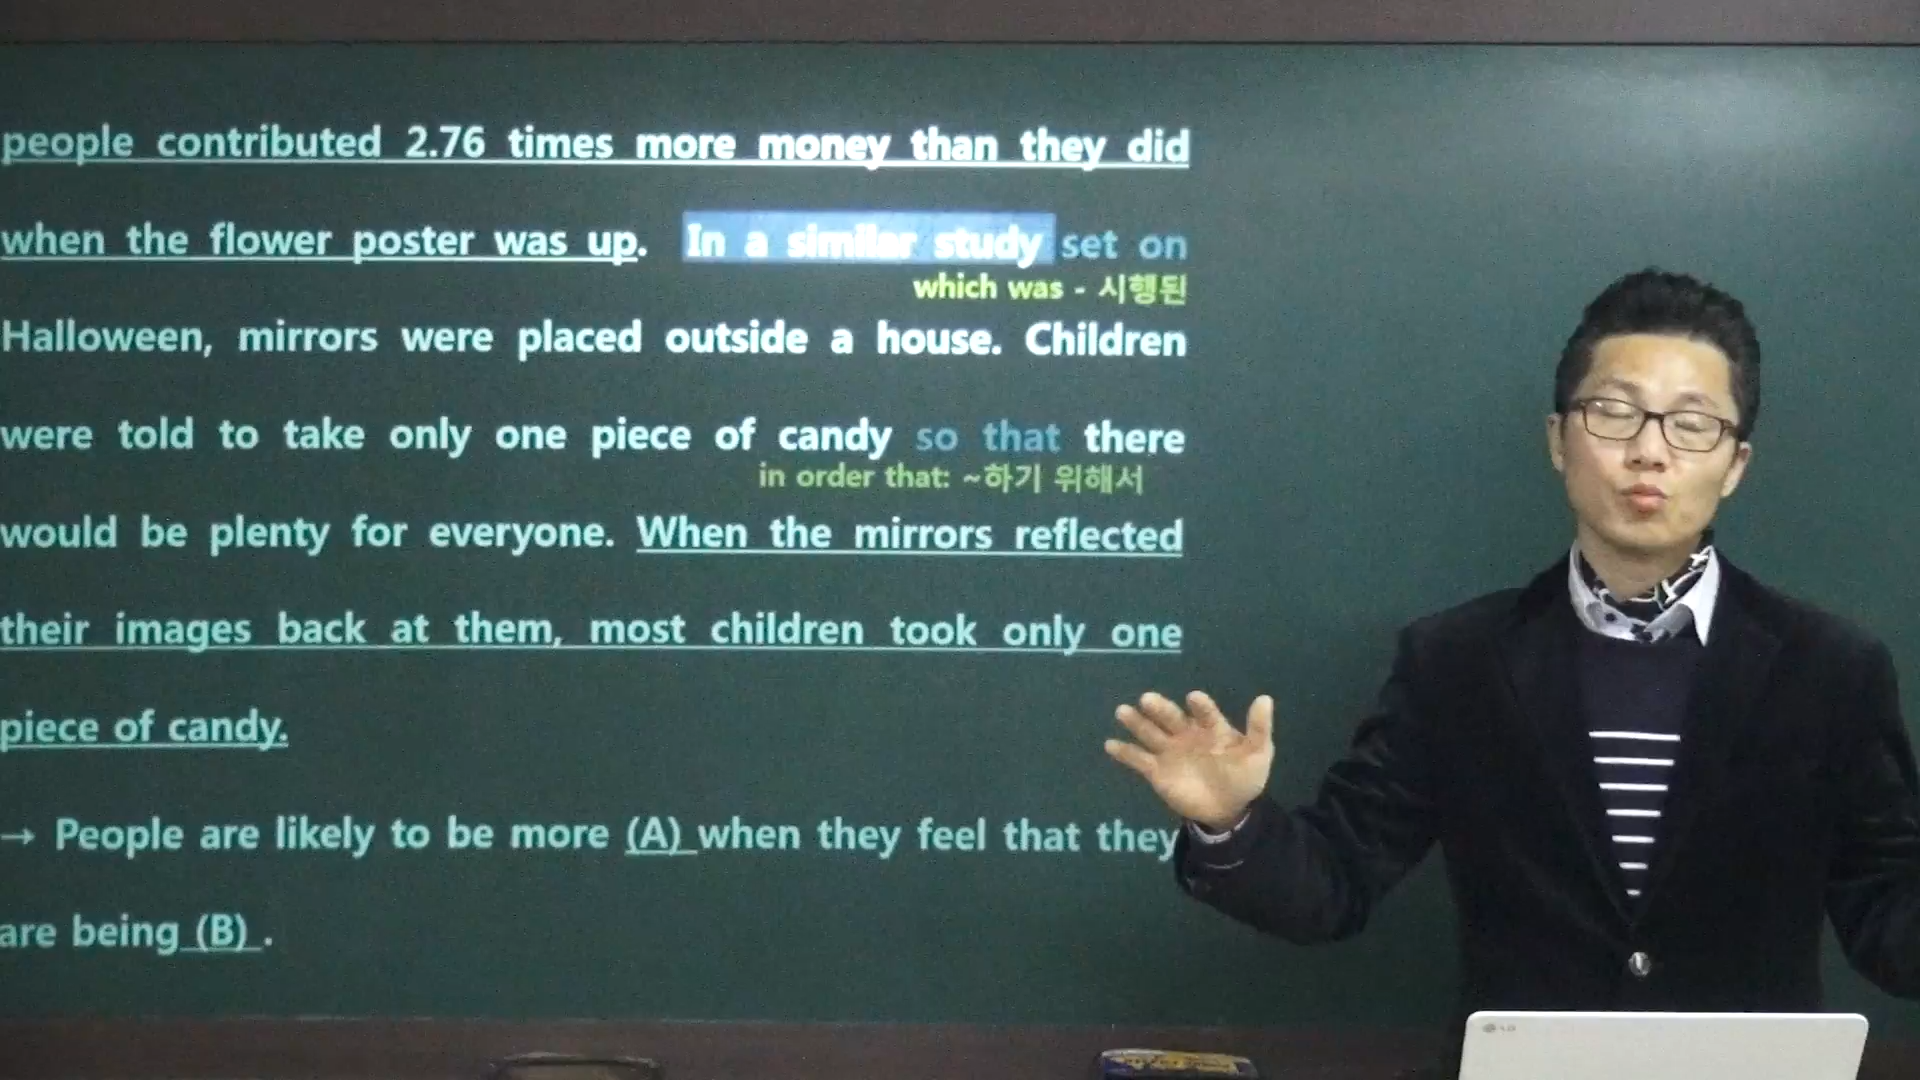 people contributed 2.76 times more money than they did
when the flower poster was up. In a similar study set on
which was - 시행된
Halloween, mirrors were placed outside a house. Children
were told to take only one piece of candy so that there
in order that: ~하기 위해서
would be plenty for everyone. When the mirrors reflected
their images back at them, most children took only one
piece of candy.
→ People are likely to be more (A) when they feel that they
are being (B) .
LG